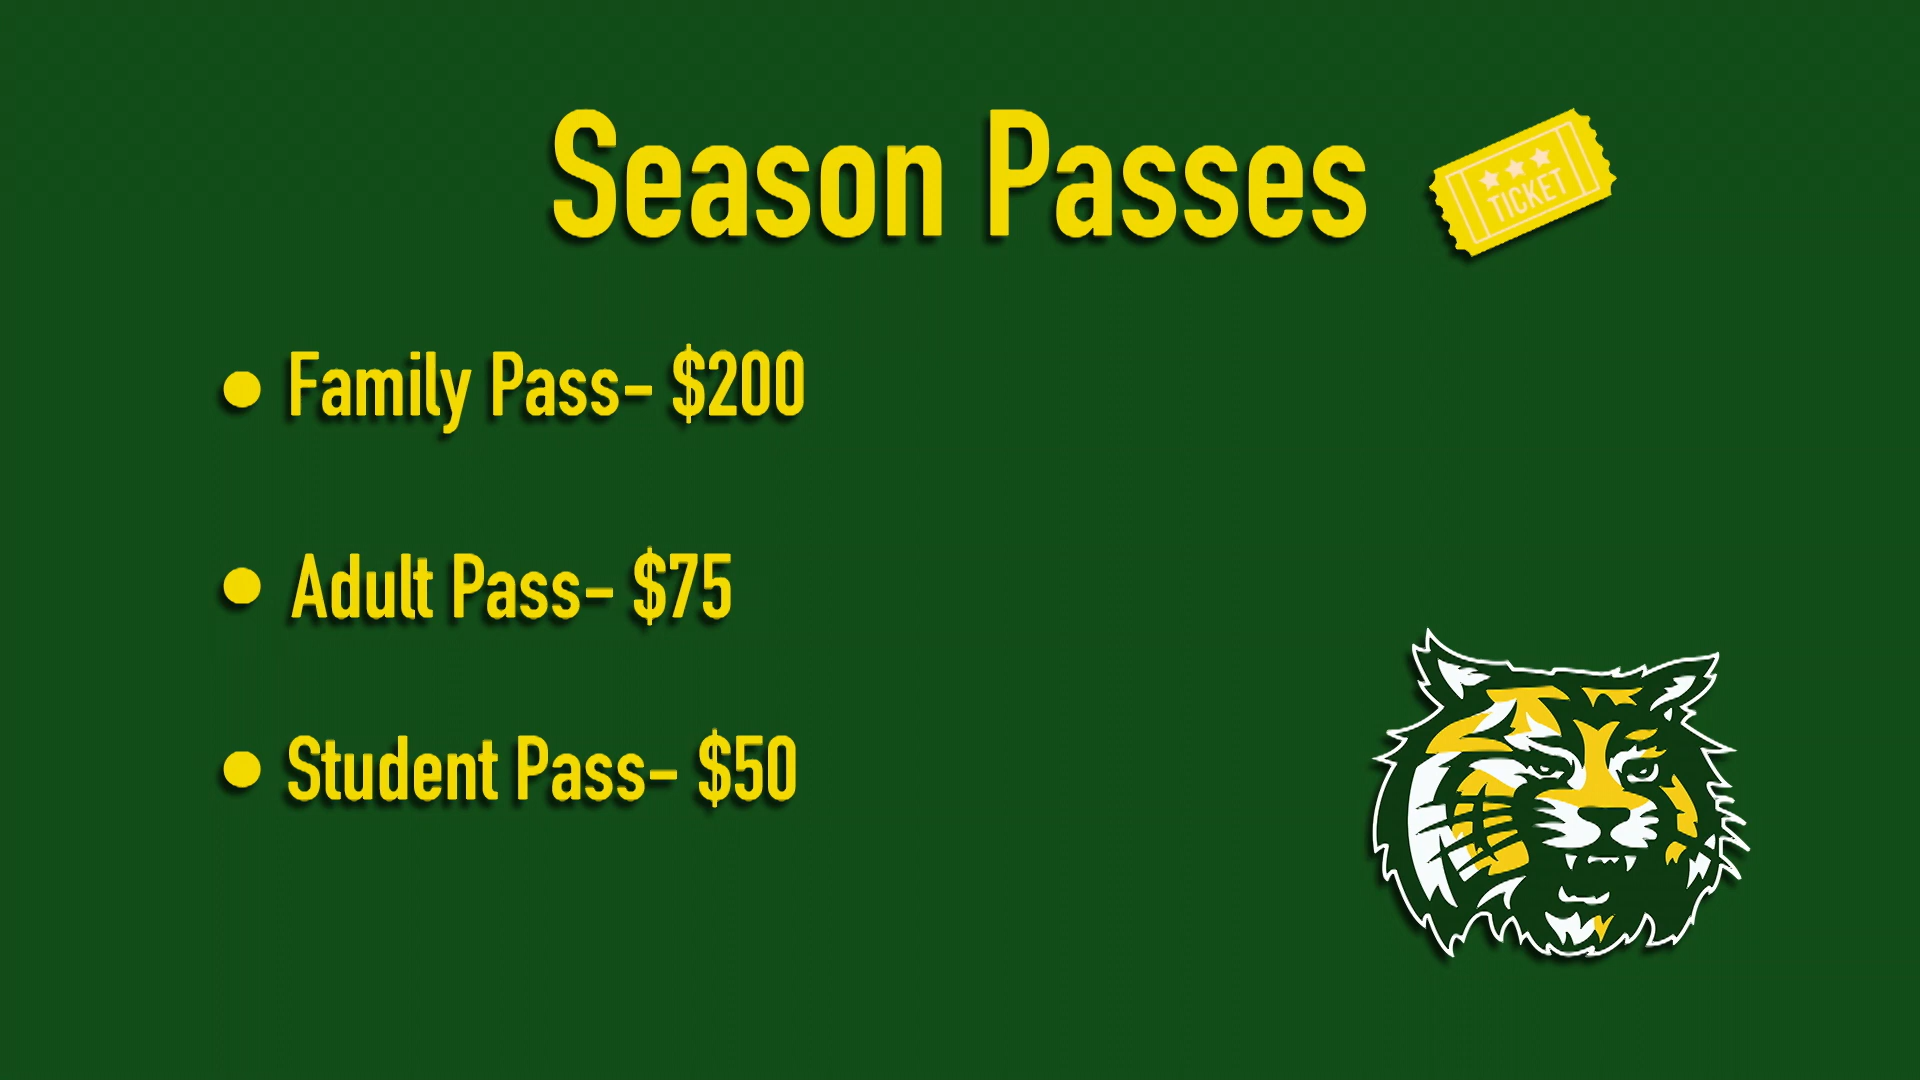 Season Passes
TICKET
• Family Pass- $200
• Adult Pass- $75
• Student Pass- $50